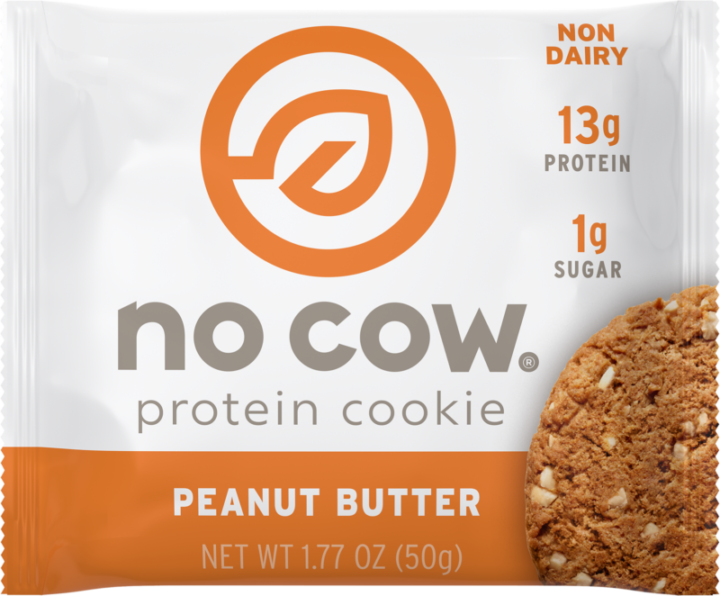 NON
DAIRY
13g
PROTEIN
1g
SUGAR
no cow.®
protein cookie
PEANUT BUTTER
NET WT 1.77 OZ (50g)